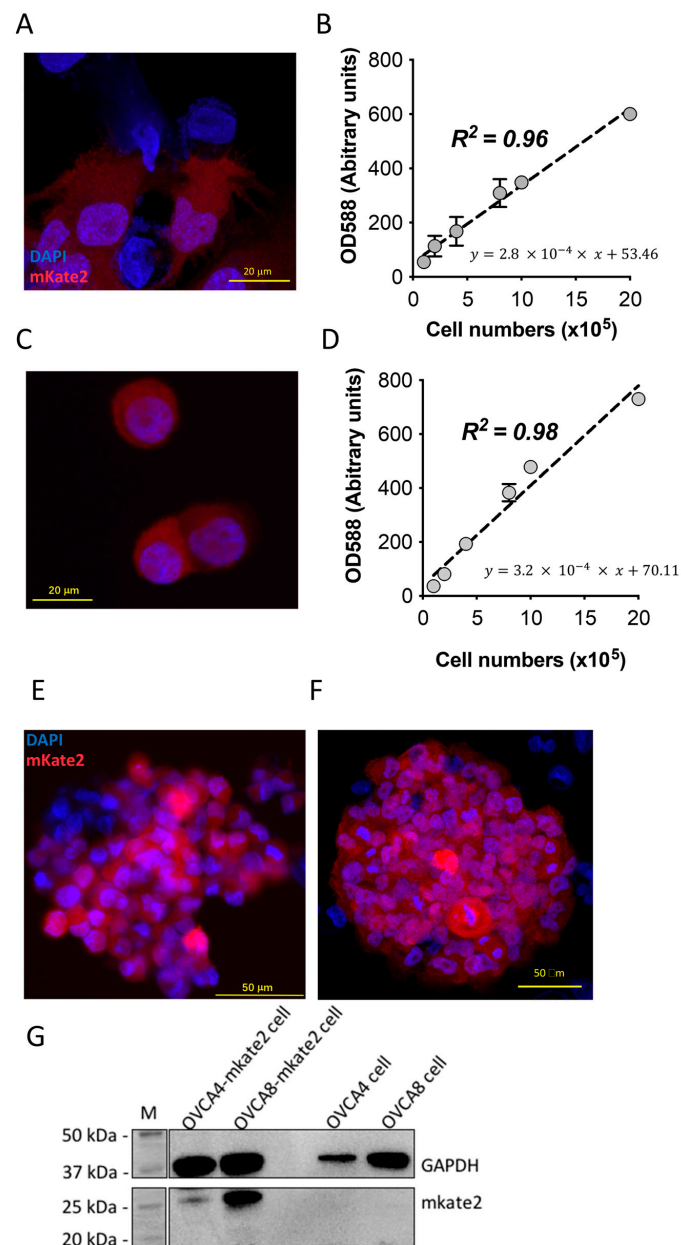 A
DAPI
mKate2
20 μm
B
OD588 (Abitrary units)
800
600
400
200
0
R² = 0.96
y = 2.8 × 10⁻⁴ × x + 53.46
0 5 10 15 20
Cell numbers (x10⁵)
C
20 μm
D
OD588 (Abitrary units)
800
600
400
200
0
R² = 0.98
y = 3.2 × 10⁻⁴ × x + 70.11
0 5 10 15 20
Cell numbers (x10⁵)
E
DAPI
mKate2
50 μm
F
50 □m
G
M
OVCA4-mkate2 cell
OVCA8-mkate2 cell
OVCA4 cell
OVCA8 cell
50 kDa -
37 kDa -
GAPDH
25 kDa -
mkate2
20 kDa -